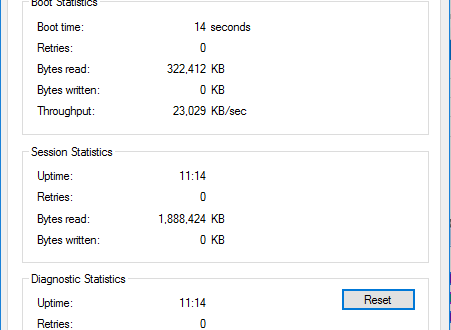 Boot Statistics
Boot time: 14 seconds
Retries: 0
Bytes read: 322,412 KB
Bytes written: 0 KB
Throughput: 23,029 KB/sec
Session Statistics
Uptime: 11:14
Retries: 0
Bytes read: 1,888,424 KB
Bytes written: 0 KB
Diagnostic Statistics
Reset
Uptime: 11:14
Retries: 0